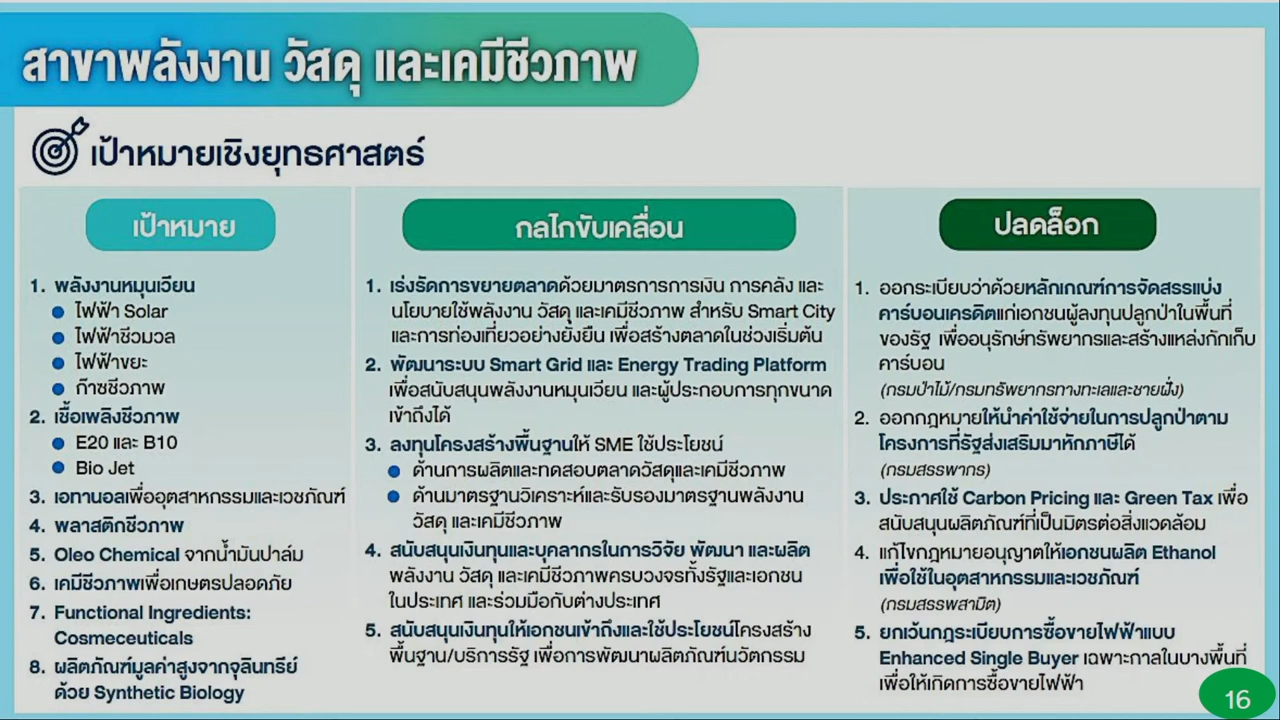 สาขาพลังงาน วัสดุ และเคมีชีวภาพ
เป้าหมายเชิงยุทธศาสตร์
เป้าหมาย
1. พลังงานหมุนเวียน
● ไฟฟ้า Solar
● ไฟฟ้าชีวมวล
● ไฟฟ้าขยะ
● ก๊าซชีวภาพ
2. เชื้อเพลิงชีวภาพ
● E20 และ B10
● Bio Jet
3. เอทานอลเพื่ออุตสาหกรรมและเวชภัณฑ์
4. พลาสติกชีวภาพ
5. Oleo Chemical จากน้ำมันปาล์ม
6. เคมีชีวภาพเพื่อเกษตรปลอดภัย
7. Functional Ingredients:
Cosmeceuticals
8. ผลิตภัณฑ์มูลค่าสูงจากจุลินทรีย์
ด้วย Synthetic Biology
กลไกขับเคลื่อน
1. เร่งรัดการขยายตลาดด้วยมาตรการการเงิน การคลัง และ
นโยบายใช้พลังงาน วัสดุ และเคมีชีวภาพ สำหรับ Smart City
และการท่องเที่ยวอย่างยั่งยืน เพื่อสร้างตลาดในช่วงเริ่มต้น
2. พัฒนาระบบ Smart Grid และ Energy Trading Platform
เพื่อสนับสนุนพลังงานหมุนเวียน และผู้ประกอบการทุกขนาด
เข้าถึงได้
3. ลงทุนโครงสร้างพื้นฐานให้ SME ใช้ประโยชน์
● ด้านการผลิตและทดสอบตลาดวัสดุและเคมีชีวภาพ
● ด้านมาตรฐานวิเคราะห์และรับรองมาตรฐานพลังงาน
วัสดุ และเคมีชีวภาพ
4. สนับสนุนเงินทุนและบุคลากรในการวิจัย พัฒนา และผลิต
พลังงาน วัสดุ และเคมีชีวภาพครบวงจรทั้งรัฐและเอกชน
ในประเทศ และร่วมมือกับต่างประเทศ
5. สนับสนุนเงินทุนให้เอกชนเข้าถึงและใช้ประโยชน์โครงสร้าง
พื้นฐาน/บริการรัฐ เพื่อการพัฒนาผลิตภัณฑ์นวัตกรรม
ปลดล็อก
1. ออกระเบียบว่าด้วยหลักเกณฑ์การจัดสรรแบ่ง
คาร์บอนเครดิตแก่เอกชนผู้ลงทุนปลูกป่าในพื้นที่
ของรัฐ เพื่ออนุรักษ์ทรัพยากรและสร้างแหล่งกักเก็บ
คาร์บอน
(กรมป่าไม้/กรมทรัพยากรทางทะเลและชายฝั่ง)
2. ออกกฎหมายให้นำค่าใช้จ่ายในการปลูกป่าตาม
โครงการที่รัฐส่งเสริมมาหักภาษีได้
(กรมสรรพากร)
3. ประกาศใช้ Carbon Pricing และ Green Tax เพื่อ
สนับสนุนผลิตภัณฑ์ที่เป็นมิตรต่อสิ่งแวดล้อม
4. แก้ไขกฎหมายอนุญาตให้เอกชนผลิต Ethanol
เพื่อใช้ในอุตสาหกรรมและเวชภัณฑ์
(กรมสรรพสามิต)
5. ยกเว้นกฎระเบียบการซื้อขายไฟฟ้าแบบ
Enhanced Single Buyer เฉพาะกาลในบางพื้นที่
เพื่อให้เกิดการซื้อขายไฟฟ้า
16